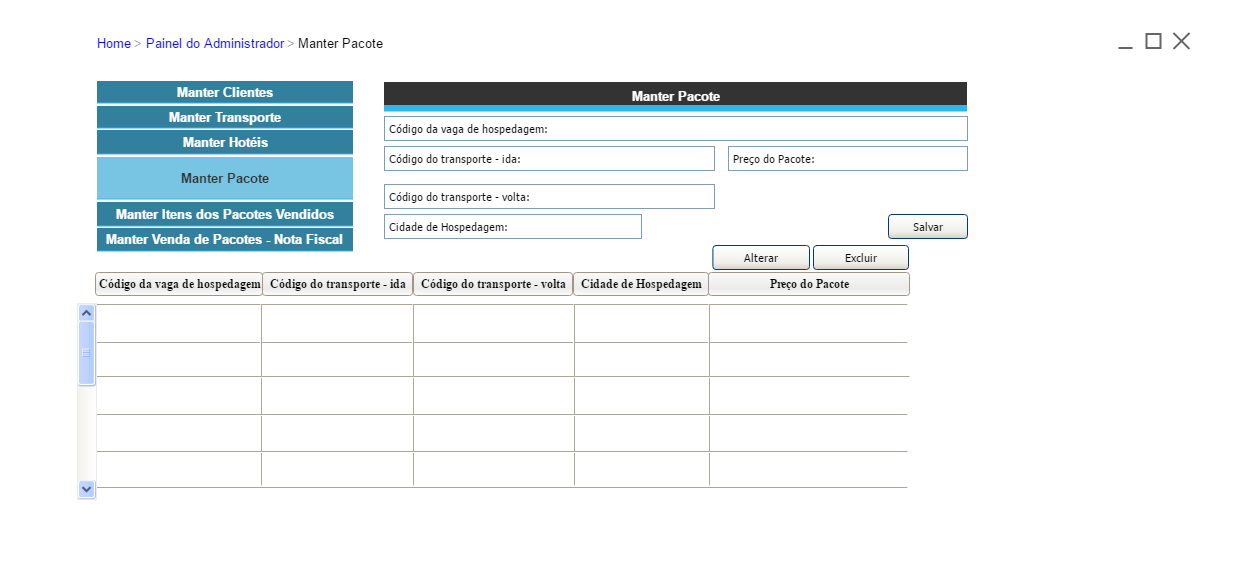 Home > Painel do Administrador > Manter Pacote
Manter Clientes
Manter Transporte
Manter Hotéis
Manter Pacote
Manter Itens dos Pacotes Vendidos
Manter Venda de Pacotes - Nota Fiscal
Manter Pacote
Código da vaga de hospedagem:
Código do transporte - ida:
Preço do Pacote:
Código do transporte - volta:
Cidade de Hospedagem:
Salvar
Alterar
Excluir
Código da vaga de hospedagem
Código do transporte - ida
Código do transporte - volta
Cidade de Hospedagem
Preço do Pacote